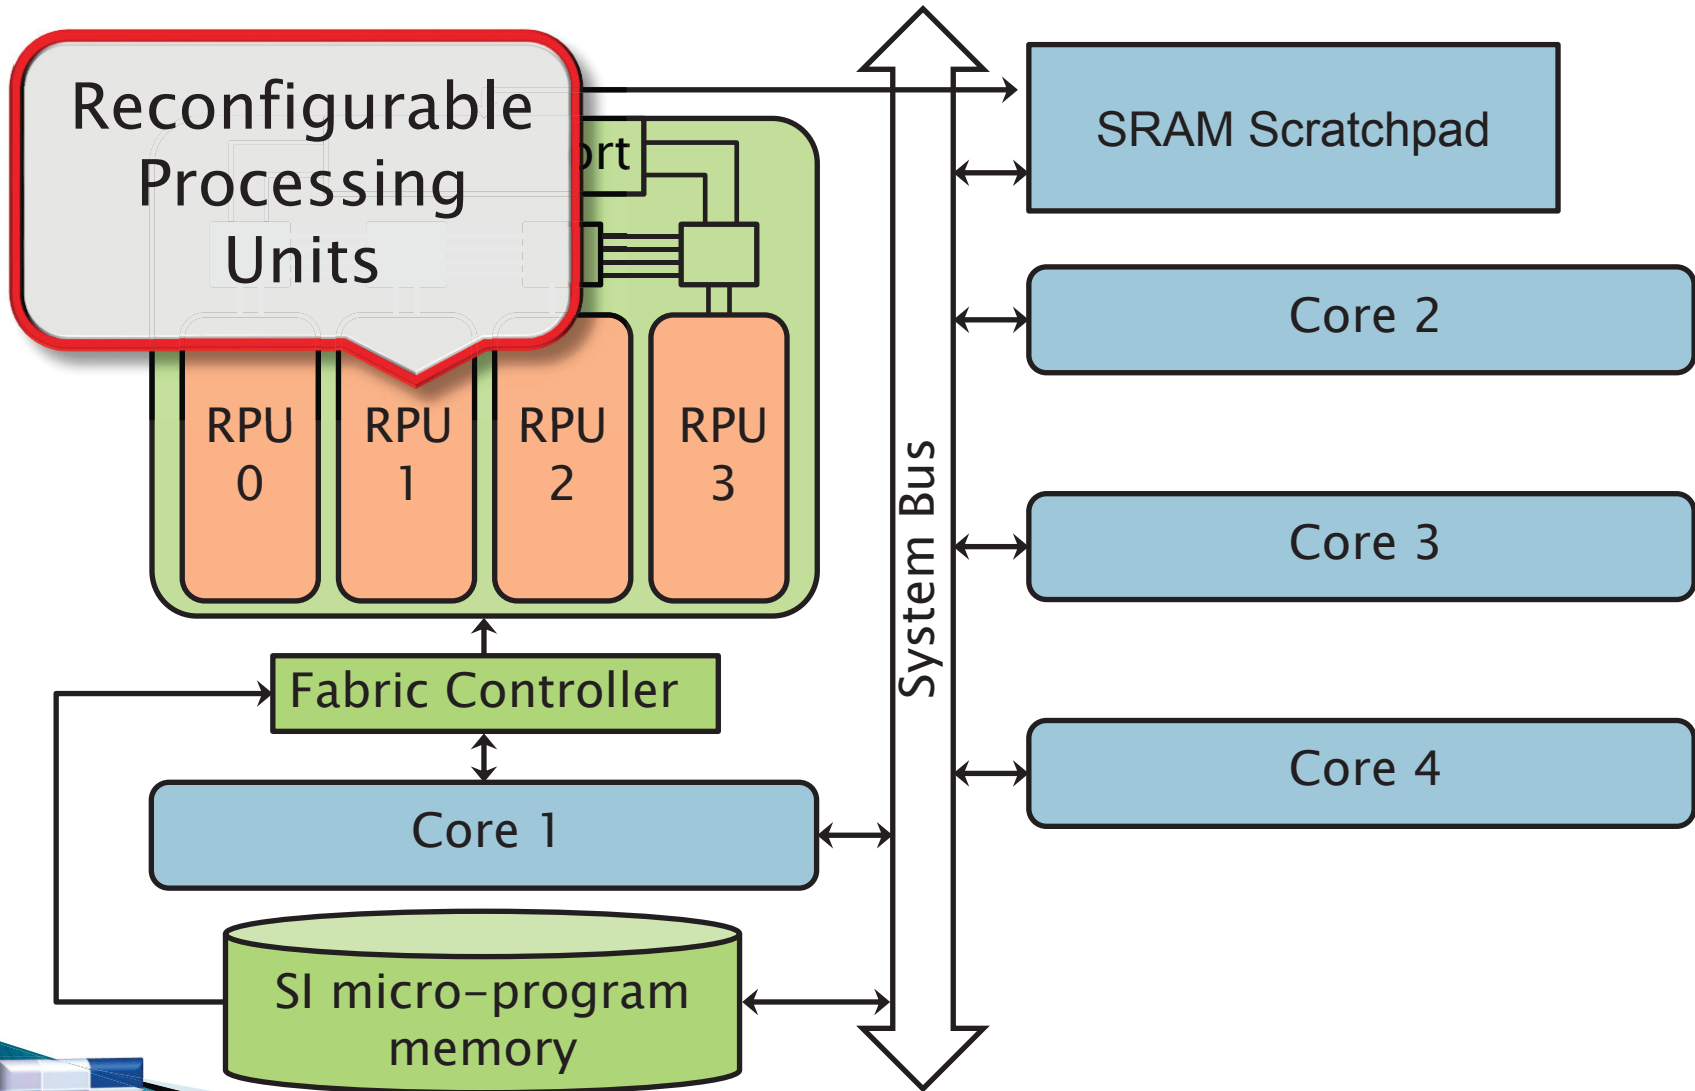 Reconfigurable
Processing
Units
SRAM Scratchpad
RPU
0
RPU
1
RPU
2
RPU
3
Core 2
Core 3
Core 4
System Bus
Fabric Controller
Core 1
SI micro-program
memory